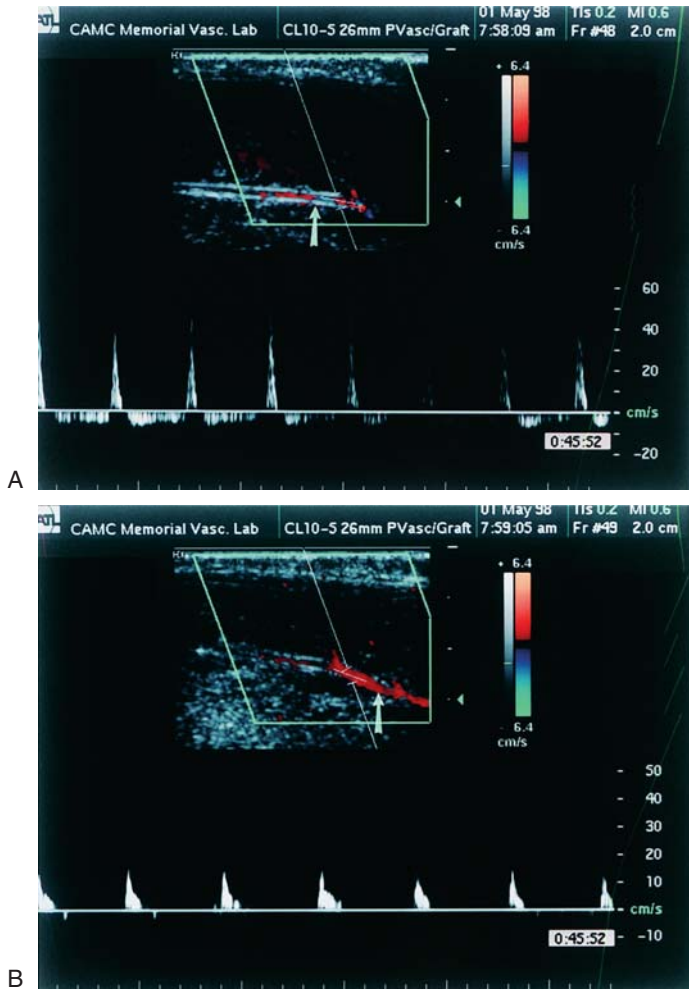 01 May 98 TIs 0.2 MI 0.6
ATL CAMC Memorial Vasc. Lab CL10-5 26mm PVasc/Graft 7:58:09 am Fr #48 2.0 cm
+ 6.4
- 6.4
cm/s
60
40
20
cm/s
0:45:52
-20
A
01 May 98 TIs 0.2 MI 0.6
ATL CAMC Memorial Vasc. Lab CL10-5 26mm PVasc/Graft 7:59:05 am Fr #49 2.0 cm
+ 6.4
- 6.4
cm/s
50
40
30
20
10
cm/s
0:45:52
-10
B